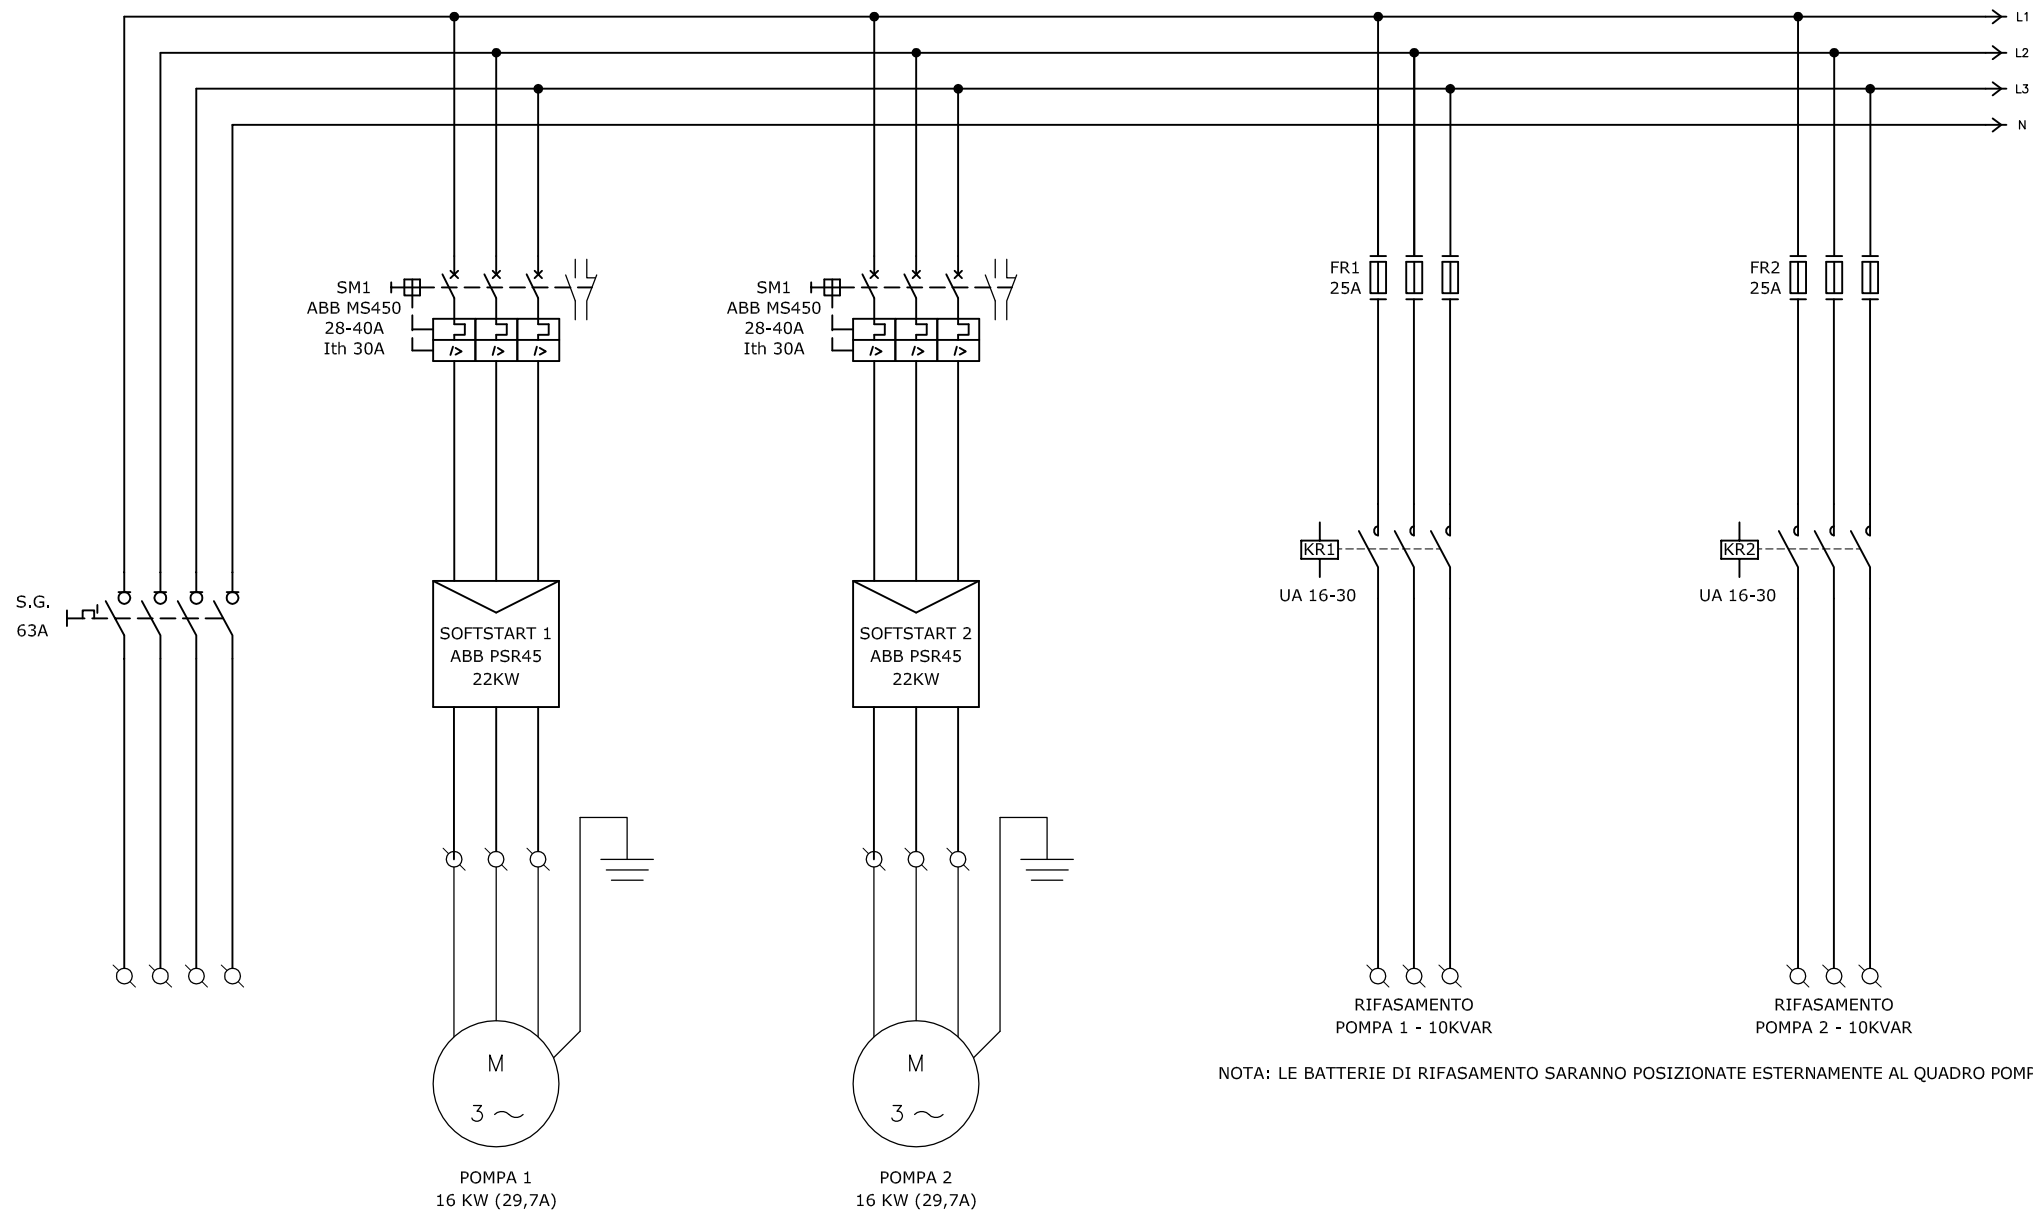 L1
L2
L3
N
SM1
ABB MS450
28-40A
Ith 30A
I>
I>
I>
SM1
ABB MS450
28-40A
Ith 30A
I>
I>
I>
FR1
25A
FR2
25A
KR1
UA 16-30
KR2
UA 16-30
S.G.
63A
SOFTSTART 1
ABB PSR45
22KW
SOFTSTART 2
ABB PSR45
22KW
RIFASAMENTO
POMPA 1 - 10KVAR
RIFASAMENTO
POMPA 2 - 10KVAR
NOTA: LE BATTERIE DI RIFASAMENTO SARANNO POSIZIONATE ESTERNAMENTE AL QUADRO POMP
M
3 ~
M
3 ~
POMPA 1
16 KW (29,7A)
POMPA 2
16 KW (29,7A)